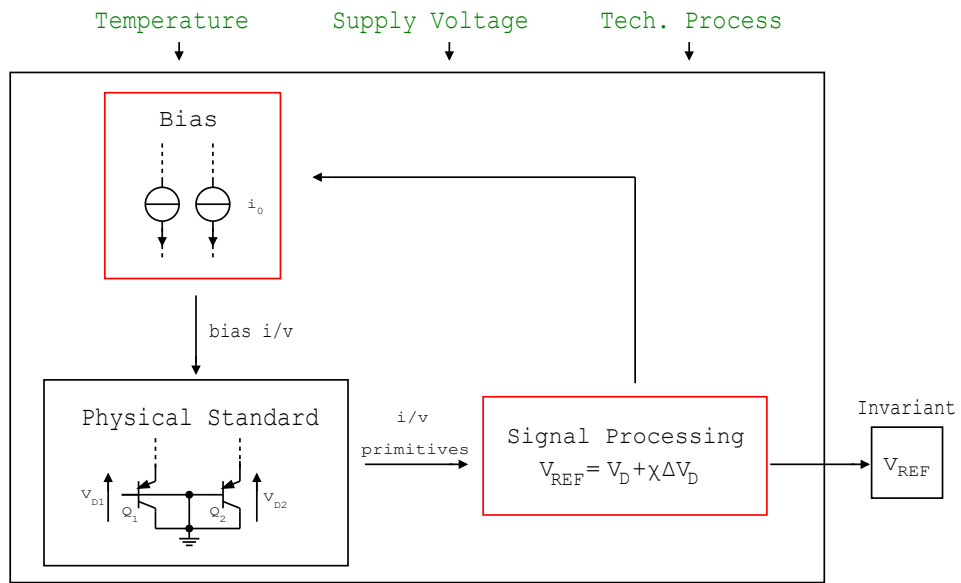 Temperature
Supply Voltage
Tech. Process
Bias
i0
bias i/v
Physical Standard
VD1
Q1
Q2
VD2
i/v
primitives
Signal Processing
VREF= VD+χΔVD
Invariant
VREF